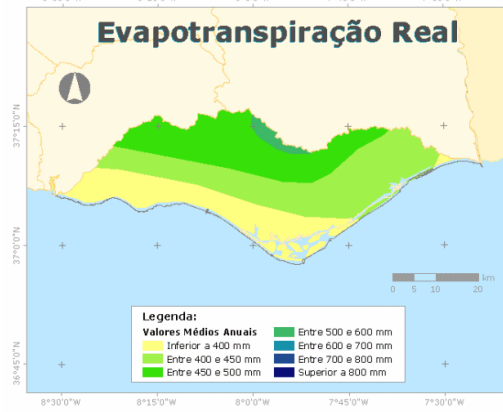 Evapotranspiração Real
37°15'0"N
37°0'0"N
36°45'0"N
km
0 5 10 20
Legenda:
Valores Médios Anuais
Inferior a 400 mm
Entre 400 e 450 mm
Entre 450 e 500 mm
Entre 500 e 600 mm
Entre 600 e 700 mm
Entre 700 e 800 mm
Superior a 800 mm
8°30'0"W 8°15'0"W 8°0'0"W 7°45'0"W 7°30'0"W